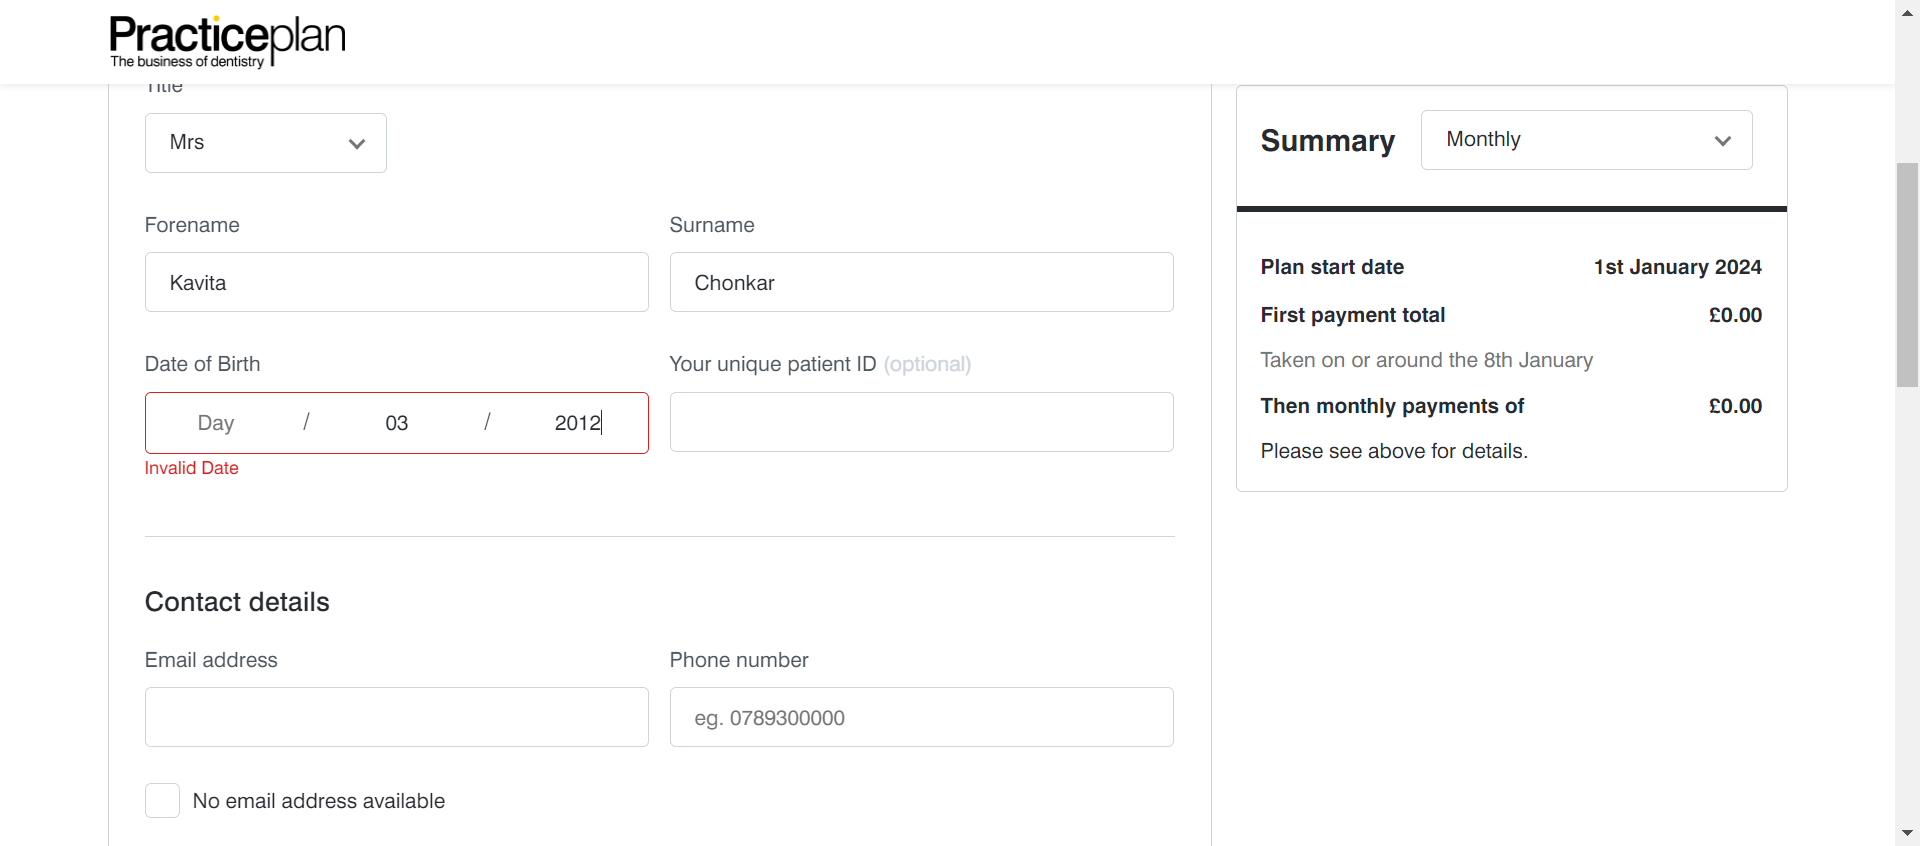 Practiceplan
The business of dentistry
Title
Mrs
Forename
Surname
Kavita
Chonkar
Date of Birth
Your unique patient ID (optional)
Day / 03 / 2012
Invalid Date
Contact details
Email address
Phone number
eg. 0789300000
No email address available
Summary
Monthly
Plan start date 1st January 2024
First payment total £0.00
Taken on or around the 8th January
Then monthly payments of £0.00
Please see above for details.